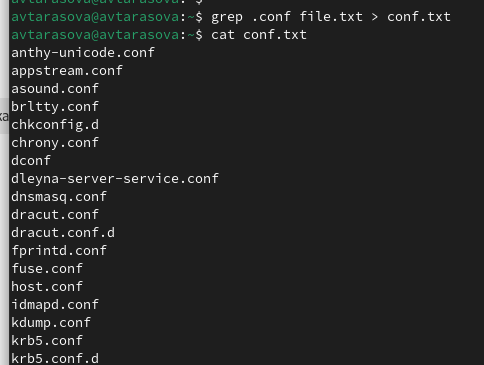 avtarasova@avtarasova:~$ grep .conf file.txt > conf.txt
avtarasova@avtarasova:~$ cat conf.txt
anthy-unicode.conf
appstream.conf
asound.conf
brltty.conf
chkconfig.d
chrony.conf
dconf
dleyna-server-service.conf
dnsmasq.conf
dracut.conf
dracut.conf.d
fprintd.conf
fuse.conf
host.conf
idmapd.conf
kdump.conf
krb5.conf
krb5.conf.d